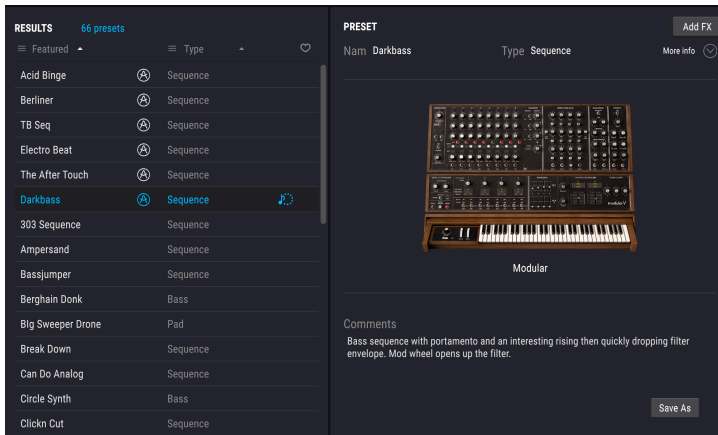 RESULTS 66 presets
Featured Type
Acid Binge Sequence
Berliner Sequence
TB Seq Sequence
Electro Beat Sequence
The After Touch Sequence
Darkbass Sequence
303 Sequence Sequence
Ampersand Sequence
Bassjumper Sequence
Berghain Donk Bass
BIg Sweeper Drone Pad
Break Down Sequence
Can Do Analog Sequence
Circle Synth Bass
Clickn Cut Sequence
PRESET Add FX
Nam Darkbass Type Sequence More info
modular V
Modular
Comments
Bass sequence with portamento and an interesting rising then quickly dropping filter
envelope. Mod wheel opens up the filter.
Save As